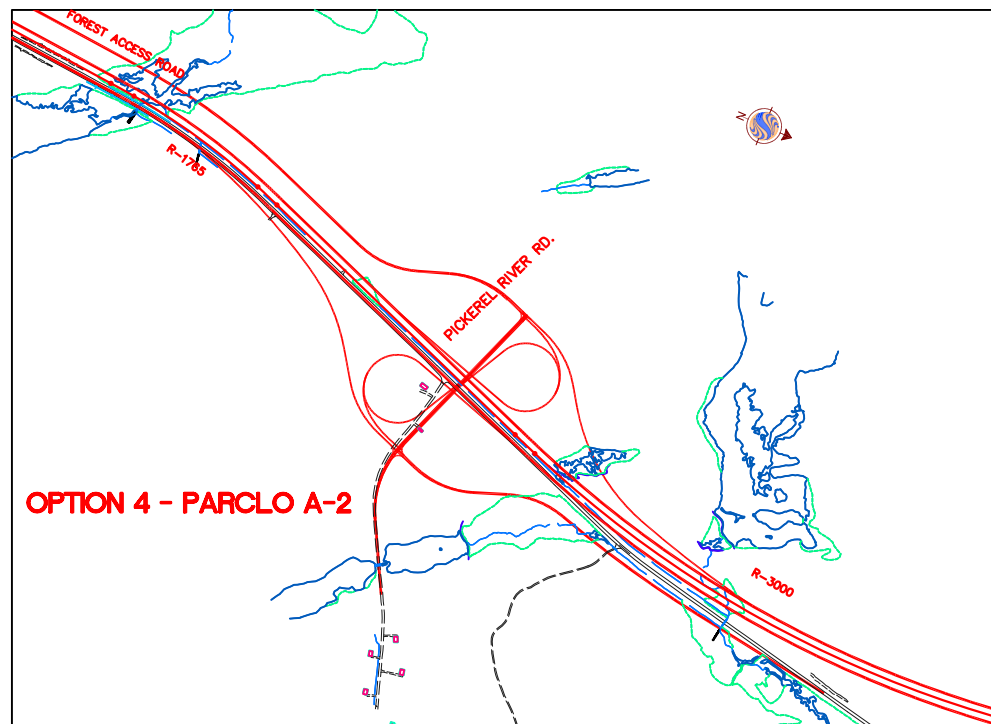 FOREST ACCESS ROAD
R-1765
N
PICKEREL RIVER RD.
OPTION 4 - PARCLO A-2
R-3000